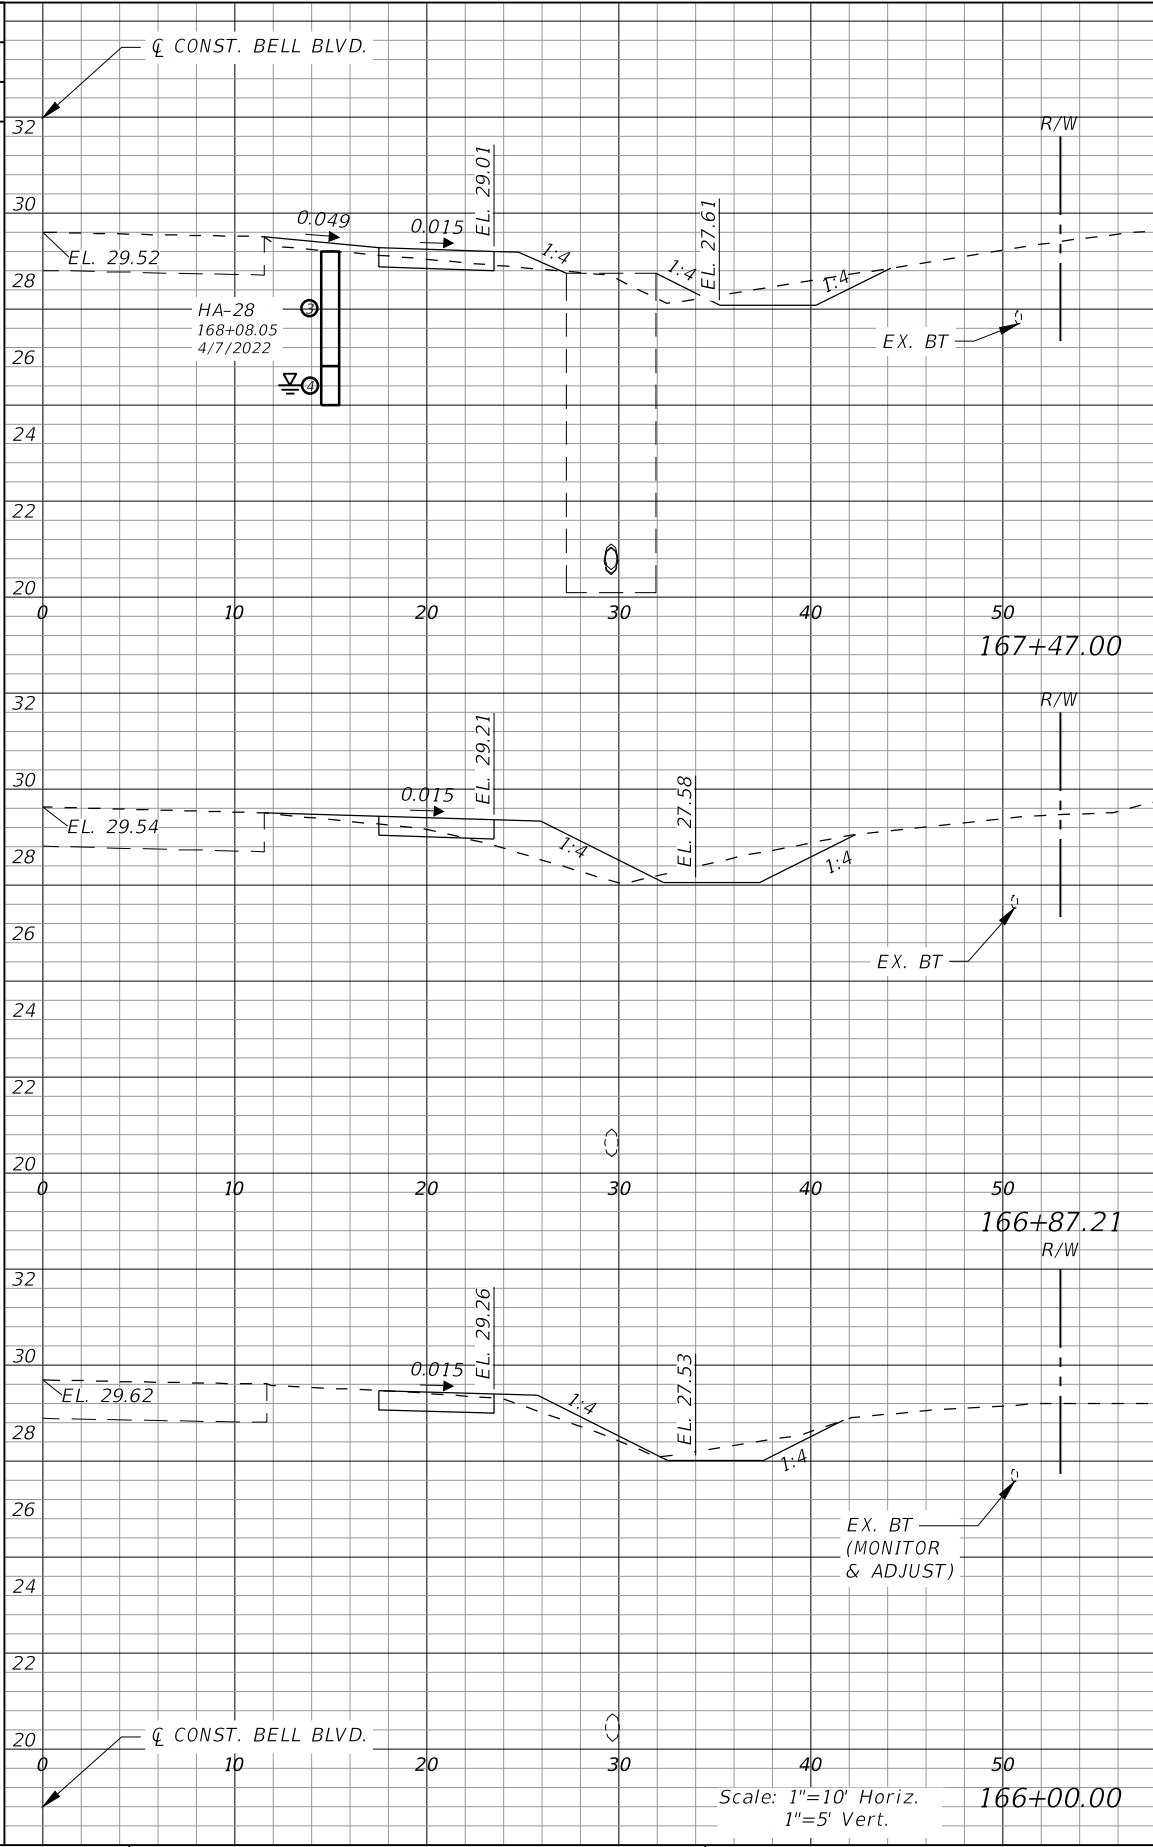 ℄ CONST. BELL BLVD.
32
R/W
EL. 29.01
30
0.049
0.015
EL. 27.61
1:4
EL. 29.52
1:4
1:4
28
HA-28
3
168+08.05
EX. BT
4/7/2022
26
4
24
22
20
0 10 20 30 40 50
167+47.00
32
R/W
EL. 29.21
30
0.015
EL. 27.58
EL. 29.54
1:4
1:4
28
26
EX. BT
24
22
20
0 10 20 30 40 50
166+87.21
R/W
32
EL. 29.26
30
0.015
EL. 27.53
EL. 29.62
1:4
28
1:4
26
EX. BT
(MONITOR
& ADJUST)
24
22
20
℄ CONST. BELL BLVD.
0 10 20 30 40 50
Scale: 1"=10' Horiz.
1"=5' Vert.
166+00.00